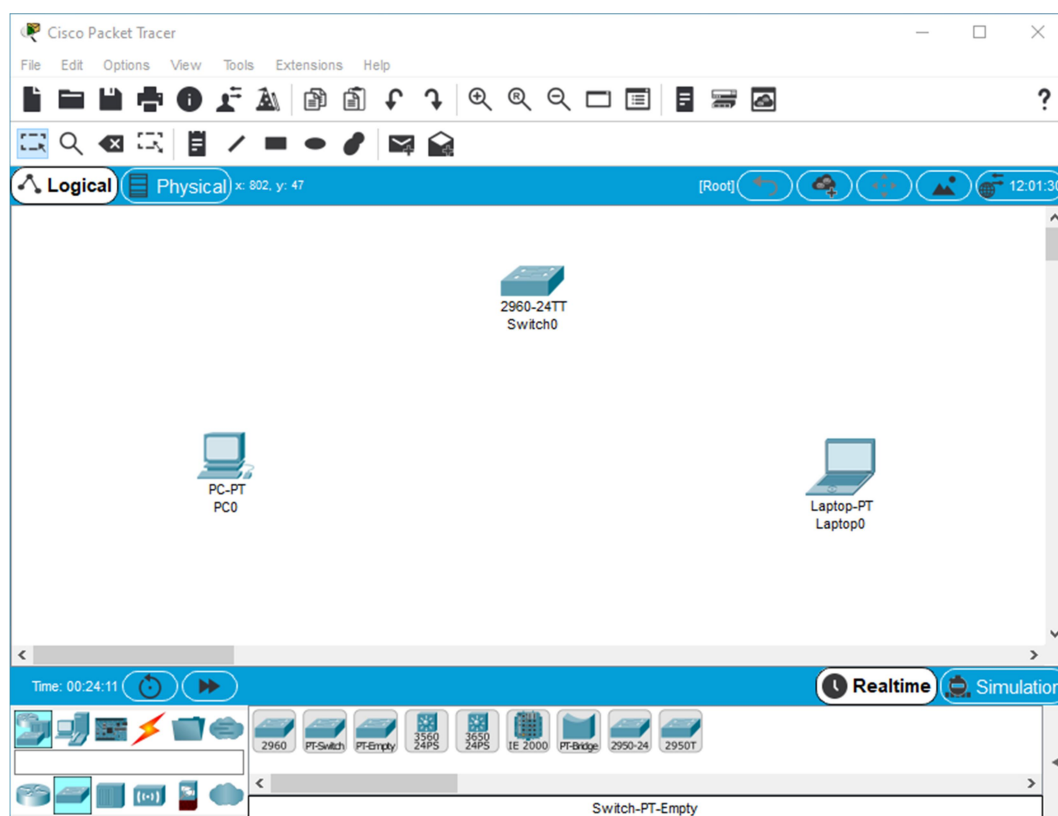 Cisco Packet Tracer
File Edit Options View Tools Extensions Help
?
Logical Physical x: 802, y: 47 [Root] 12:01:30
2960-24TT
Switch0
PC-PT
PC0
Laptop-PT
Laptop0
Time: 00:24:11 Realtime Simulation
2960 PT-Switch PT-Empty 3560 24PS 3650 24PS IE 2000 PT-Bridge 2950-24 2950T
Switch-PT-Empty